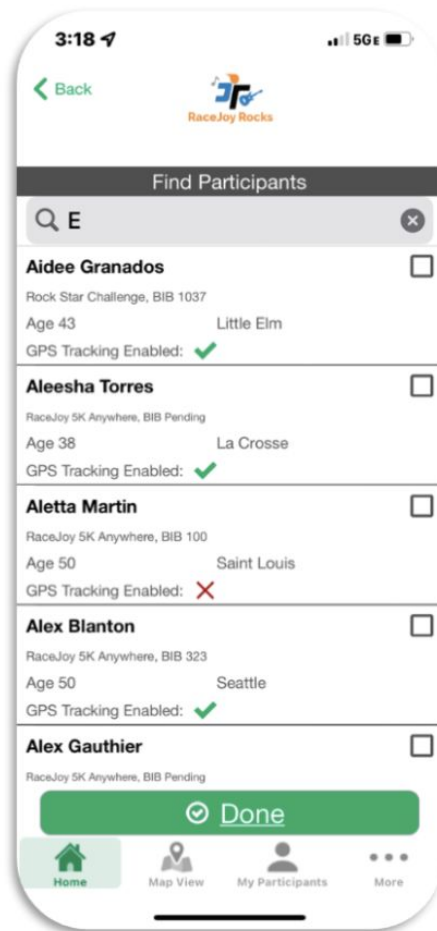 3:18
5G E
Back
RaceJoy Rocks
Find Participants
E
Aidee Granados
Rock Star Challenge, BIB 1037
Age 43 Little Elm
GPS Tracking Enabled:
Aleesha Torres
RaceJoy 5K Anywhere, BIB Pending
Age 38 La Crosse
GPS Tracking Enabled:
Aletta Martin
RaceJoy 5K Anywhere, BIB 100
Age 50 Saint Louis
GPS Tracking Enabled:
Alex Blanton
RaceJoy 5K Anywhere, BIB 323
Age 50 Seattle
GPS Tracking Enabled:
Alex Gauthier
RaceJoy 5K Anywhere, BIB Pending
Done
Home Map View My Participants More